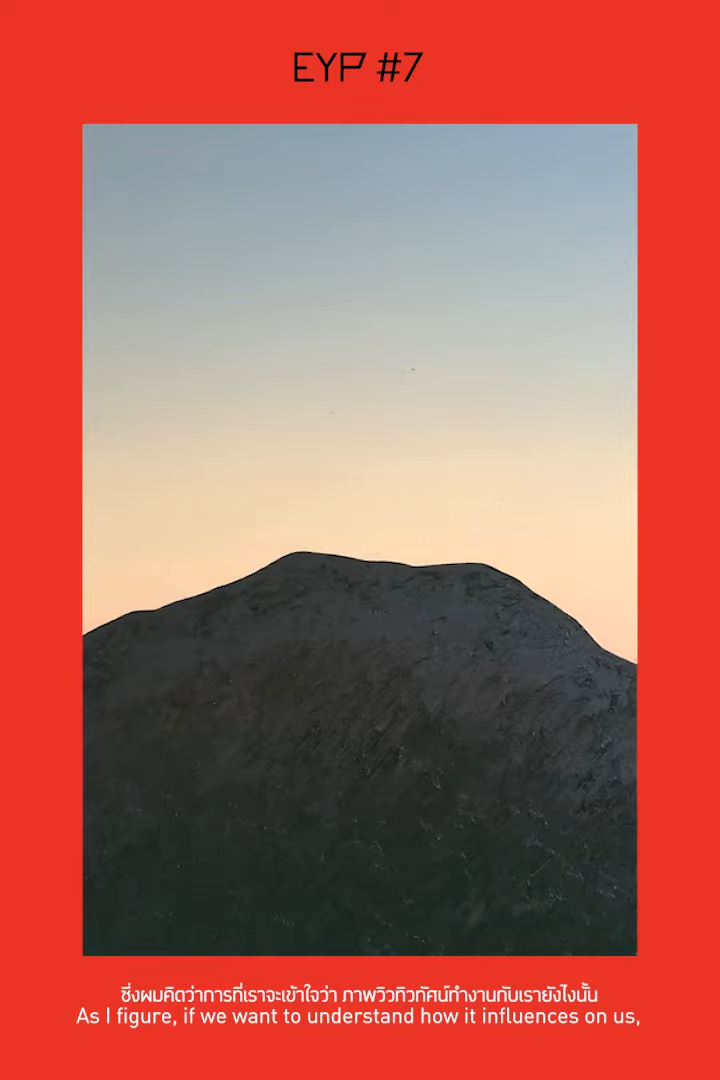 EYP #7
ซึ่งผมคิดว่าการที่เราจะเข้าใจว่า ภาพวิวทิวทัศน์ทำงานกับเรายังไงนั้น
As I figure, if we want to understand how it influences on us,